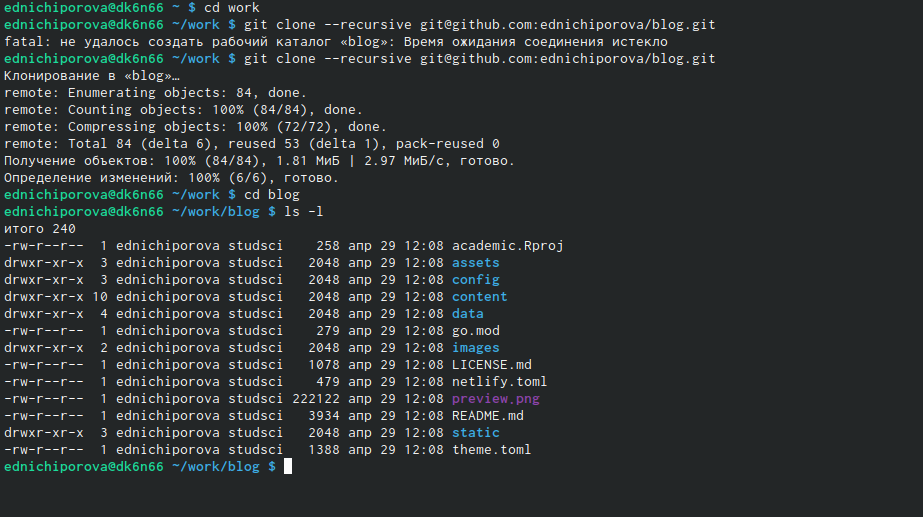 ednichiporova@dk6n66 ~ $ cd work
ednichiporova@dk6n66 ~/work $ git clone --recursive git@github.com:ednichiporova/blog.git
fatal: не удалось создать рабочий каталог «blog»: Время ожидания соединения истекло
ednichiporova@dk6n66 ~/work $ git clone --recursive git@github.com:ednichiporova/blog.git
Клонирование в «blog»…
remote: Enumerating objects: 84, done.
remote: Counting objects: 100% (84/84), done.
remote: Compressing objects: 100% (72/72), done.
remote: Total 84 (delta 6), reused 53 (delta 1), pack-reused 0
Получение объектов: 100% (84/84), 1.81 МиБ | 2.97 МиБ/с, готово.
Определение изменений: 100% (6/6), готово.
ednichiporova@dk6n66 ~/work $ cd blog
ednichiporova@dk6n66 ~/work/blog $ ls -l
итого 240
-rw-r--r-- 1 ednichiporova studsci 258 апр 29 12:08 academic.Rproj
drwxr-xr-x 3 ednichiporova studsci 2048 апр 29 12:08 assets
drwxr-xr-x 3 ednichiporova studsci 2048 апр 29 12:08 config
drwxr-xr-x 10 ednichiporova studsci 2048 апр 29 12:08 content
drwxr-xr-x 4 ednichiporova studsci 2048 апр 29 12:08 data
-rw-r--r-- 1 ednichiporova studsci 279 апр 29 12:08 go.mod
drwxr-xr-x 2 ednichiporova studsci 2048 апр 29 12:08 images
-rw-r--r-- 1 ednichiporova studsci 1078 апр 29 12:08 LICENSE.md
-rw-r--r-- 1 ednichiporova studsci 479 апр 29 12:08 netlify.toml
-rw-r--r-- 1 ednichiporova studsci 222122 апр 29 12:08 preview.png
-rw-r--r-- 1 ednichiporova studsci 3934 апр 29 12:08 README.md
drwxr-xr-x 3 ednichiporova studsci 2048 апр 29 12:08 static
-rw-r--r-- 1 ednichiporova studsci 1388 апр 29 12:08 theme.toml
ednichiporova@dk6n66 ~/work/blog $